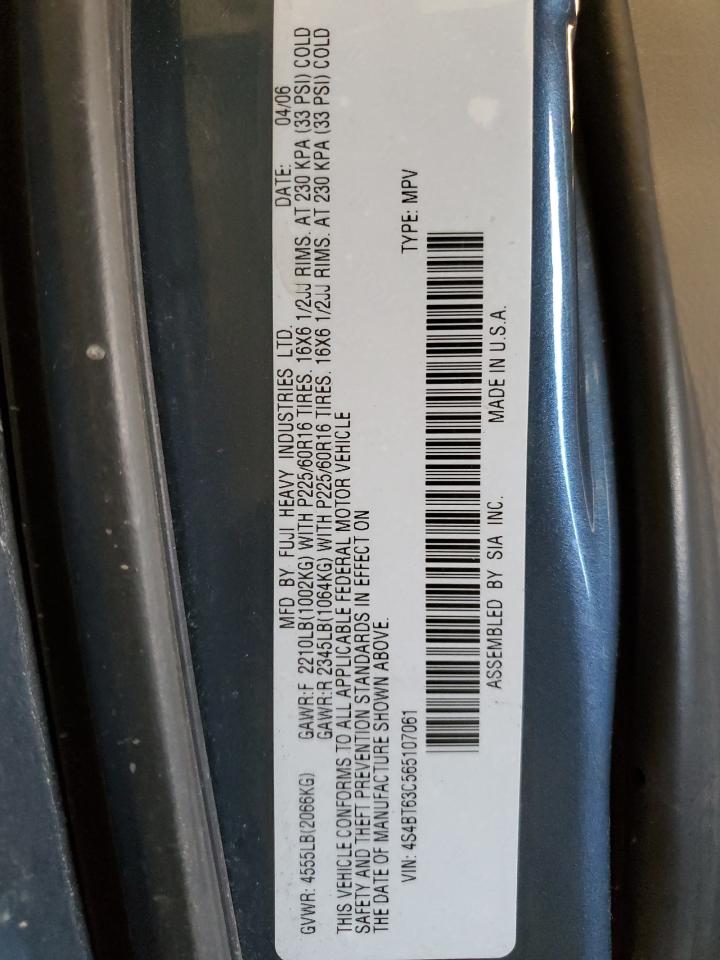 MFD BY FUJI HEAVY INDUSTRIES LTD. DATE: 04/06
GVWR: 4555LB(2066KG) GAWR:F 2210LB(1002KG) WITH P225/60R16 TIRES. 16X6 1/2JJ RIMS. AT 230 KPA (33 PSI) COLD
GAWR:R 2345LB(1064KG) WITH P225/60R16 TIRES. 16X6 1/2JJ RIMS. AT 230 KPA (33 PSI) COLD
THIS VEHICLE CONFORMS TO ALL APPLICABLE FEDERAL MOTOR VEHICLE
SAFETY AND THEFT PREVENTION STANDARDS IN EFFECT ON
THE DATE OF MANUFACTURE SHOWN ABOVE.
VIN: 4S4BT63C565107061 TYPE: MPV
ASSEMBLED BY SIA INC. MADE IN U.S.A.